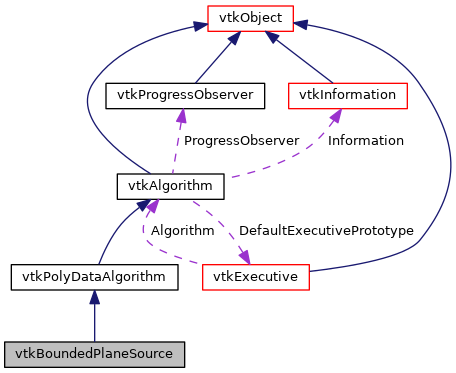 vtkObject
vtkProgressObserver
vtkInformation
ProgressObserver
Information
vtkAlgorithm
Algorithm
DefaultExecutivePrototype
vtkPolyDataAlgorithm
vtkExecutive
vtkBoundedPlaneSource